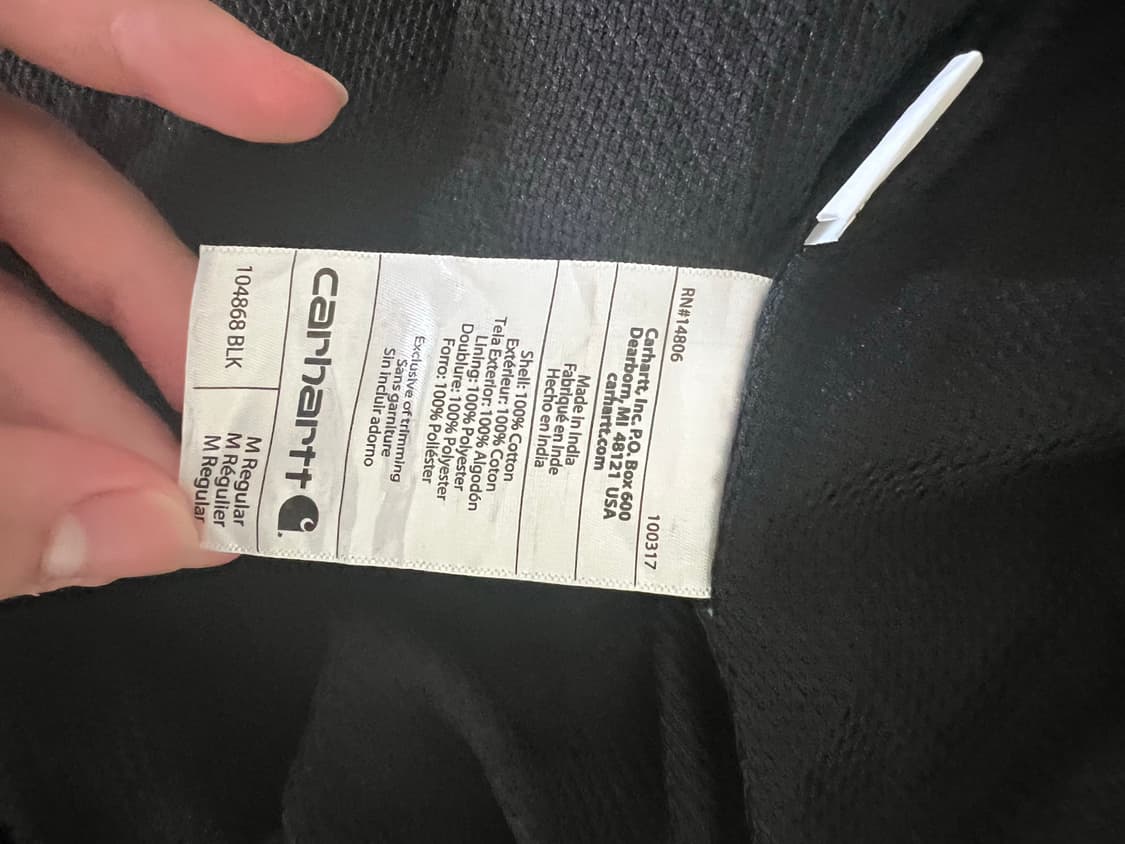 RN#14806 100317
Carhartt, Inc. P.O. Box 600
Dearborn, MI 48121 USA
carhartt.com
Made in India
Fabriqué en Inde
Hecho en India
Shell: 100% Cotton
Extérieur: 100% Coton
Tela Exterior: 100% Algodón
Lining: 100% Polyester
Doublure: 100% Polyester
Forro: 100% Poliéster
Exclusive of trimming
Sans garniture
Sin incluir adorno
carhartt
104868 BLK
M Regular
M Régulier
M Regular